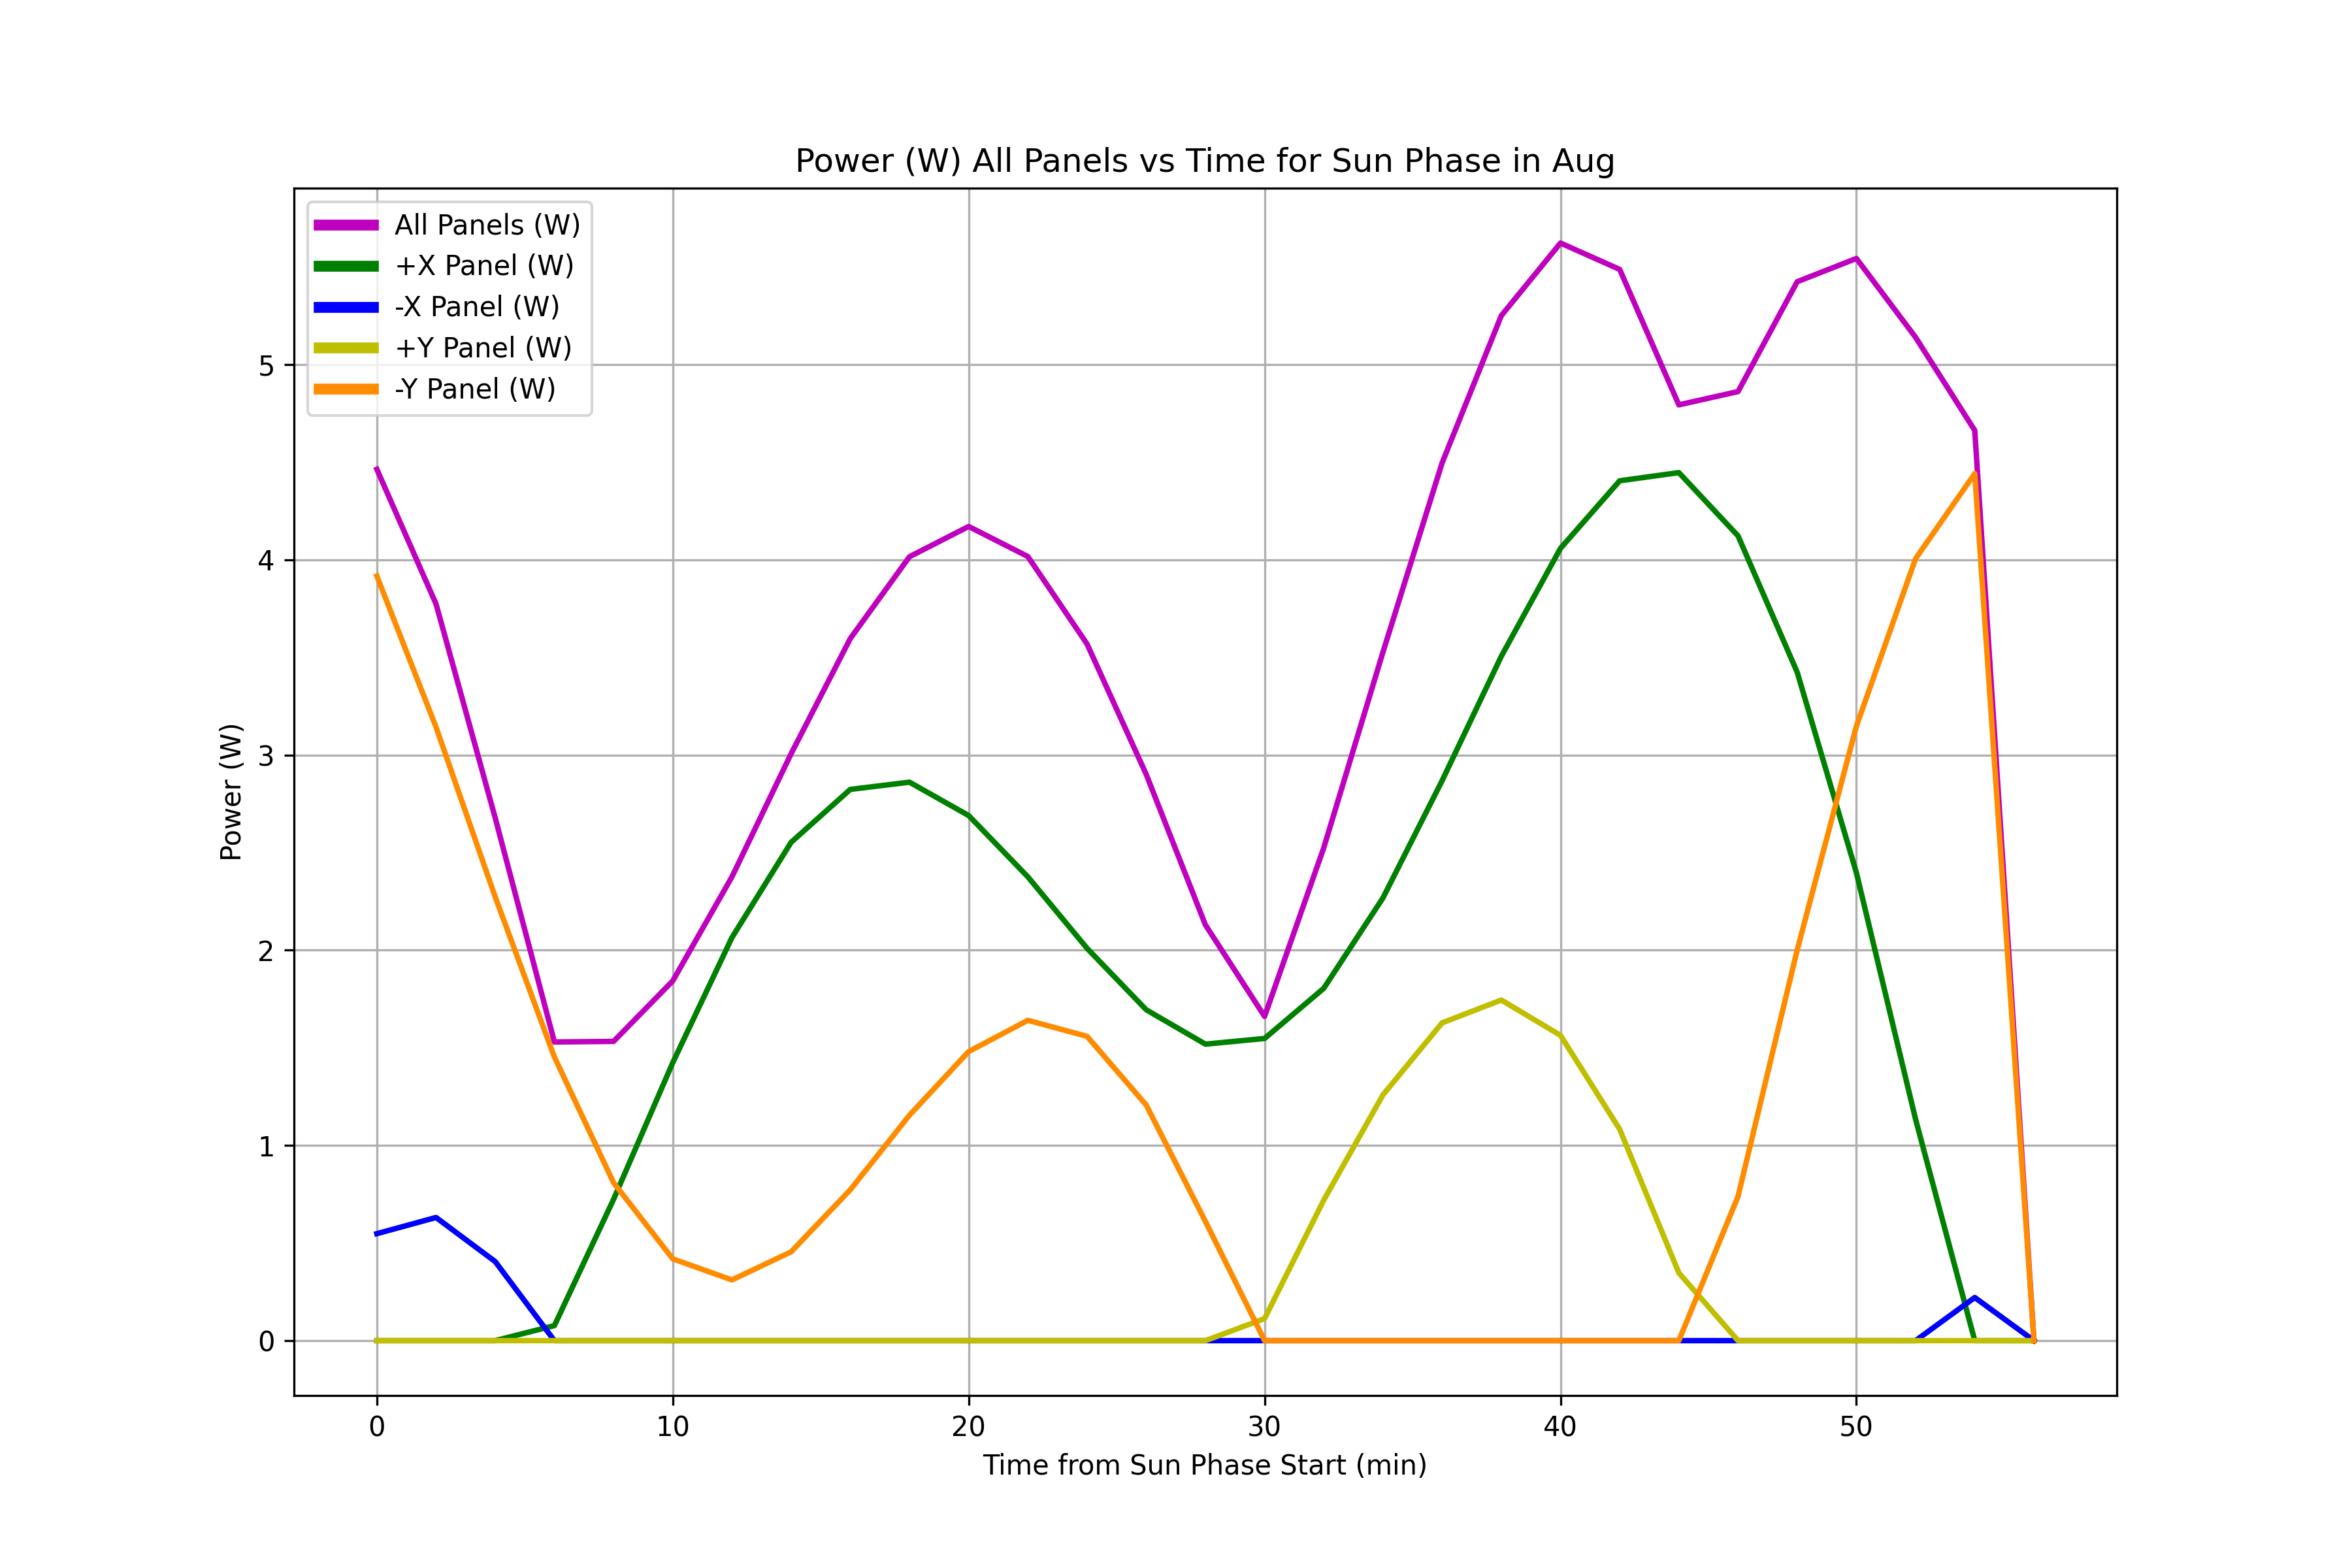 Power (W) All Panels vs Time for Sun Phase in Aug
All Panels (W)
+X Panel (W)
-X Panel (W)
+Y Panel (W)
-Y Panel (W)
Power (W)
5
4
3
2
1
0
0 10 20 30 40 50
Time from Sun Phase Start (min)